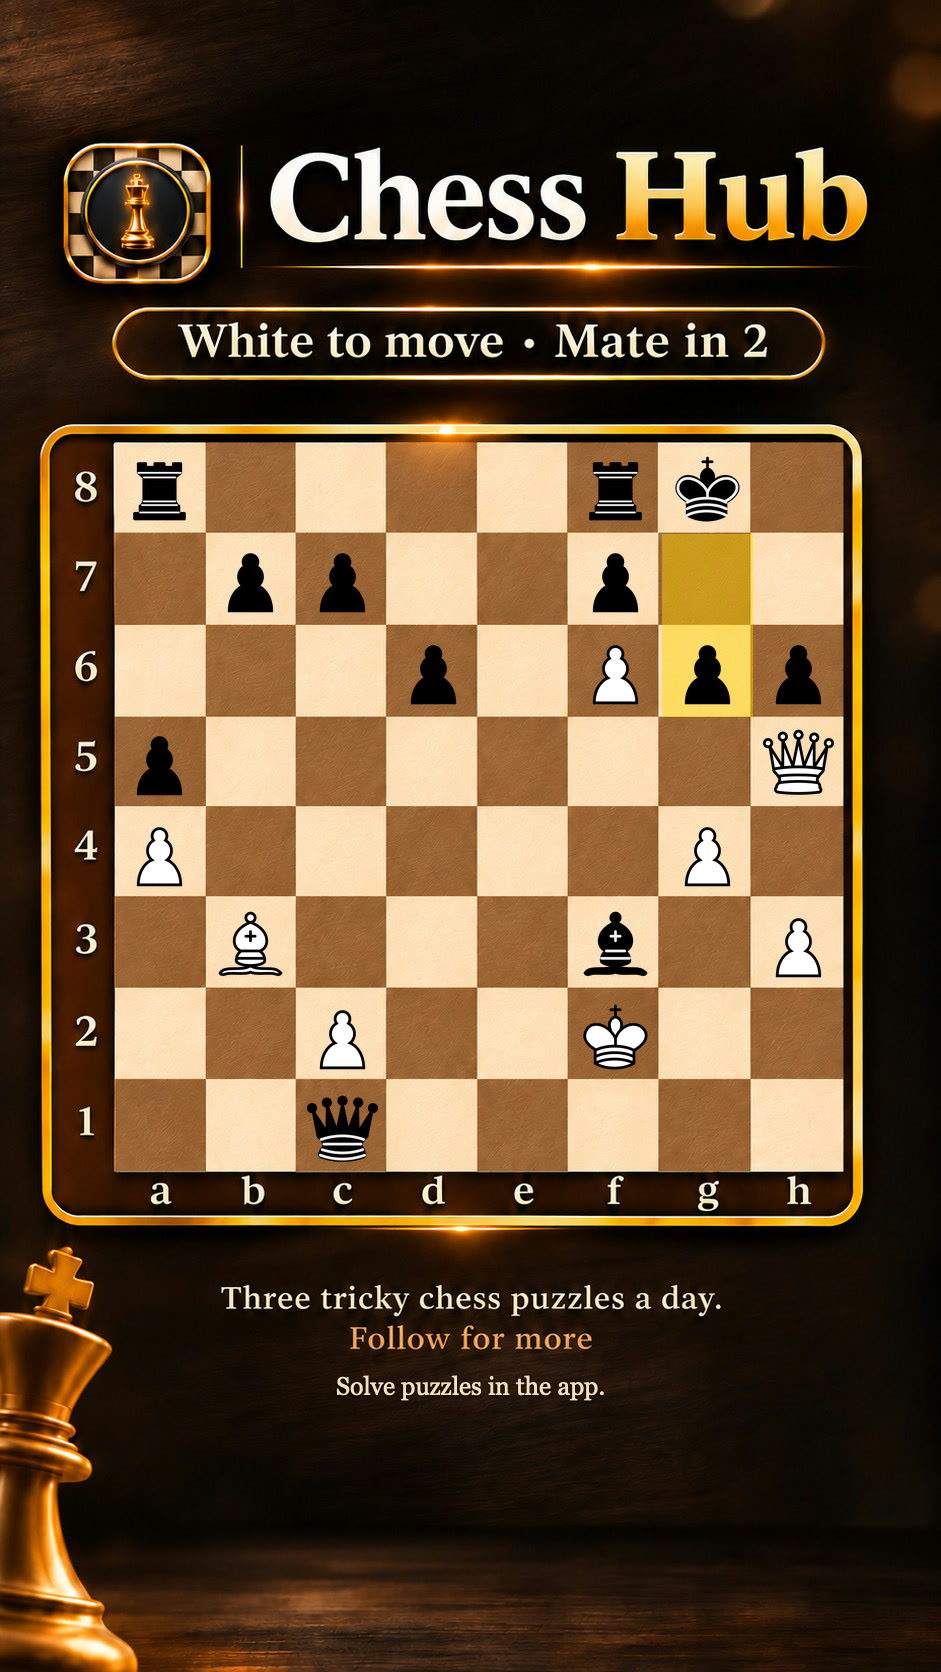 Chess Hub
White to move • Mate in 2
8
7
6
5
4
3
2
1
a b c d e f g h
Three tricky chess puzzles a day.
Follow for more
Solve puzzles in the app.